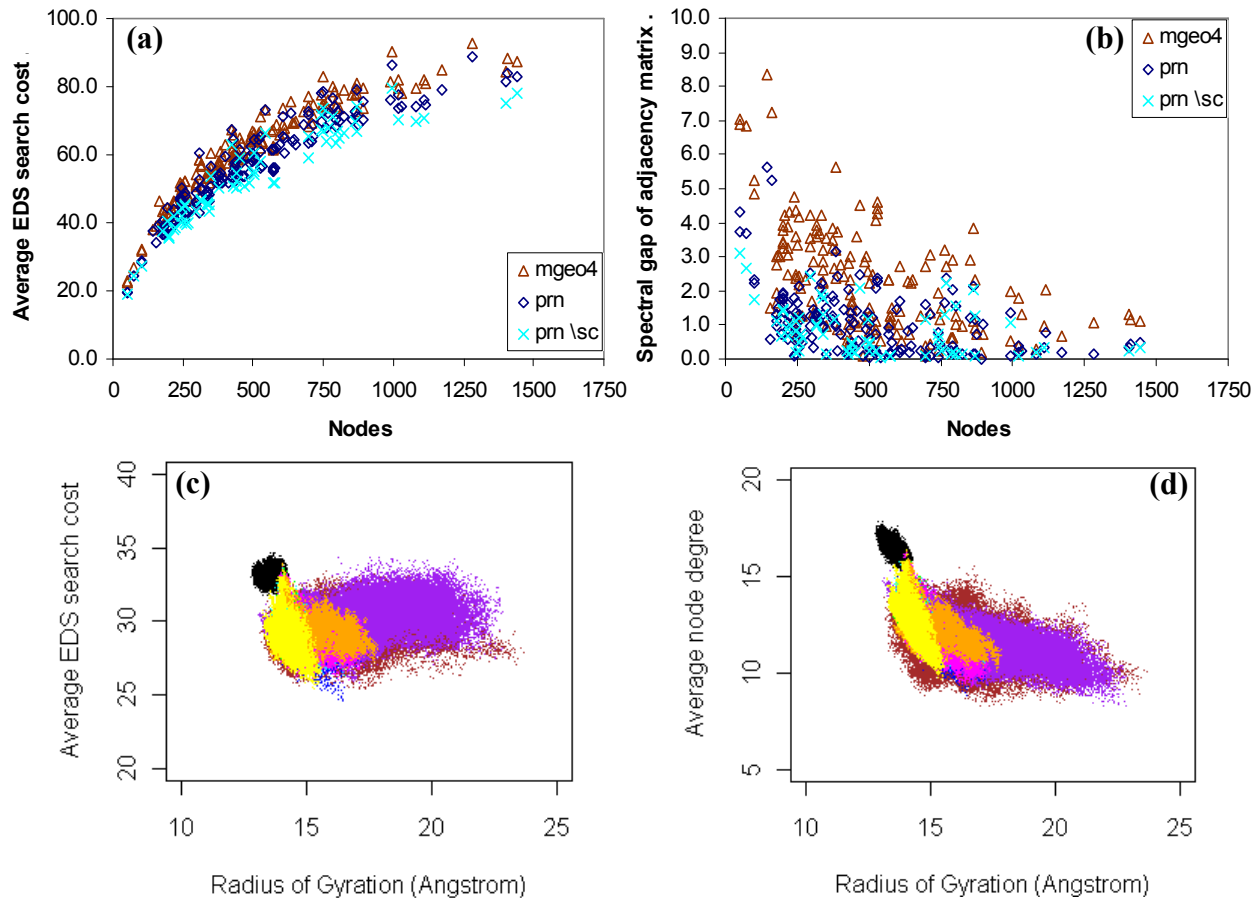 (a)
Average EDS search cost .
100.0
80.0
60.0
40.0
20.0
0.0
0 250 500 750 1000 1250 1500 1750
Nodes
mgeo4
prn
prn \sc
(b)
Spectral gap of adjacency matrix .
10.0
9.0
8.0
7.0
6.0
5.0
4.0
3.0
2.0
1.0
0.0
0 250 500 750 1000 1250 1500 1750
Nodes
mgeo4
prn
prn \sc
(c)
Average EDS search cost
40
35
30
25
20
10 15 20 25
Radius of Gyration (Angstrom)
(d)
Average node degree
20
15
10
5
10 15 20 25
Radius of Gyration (Angstrom)